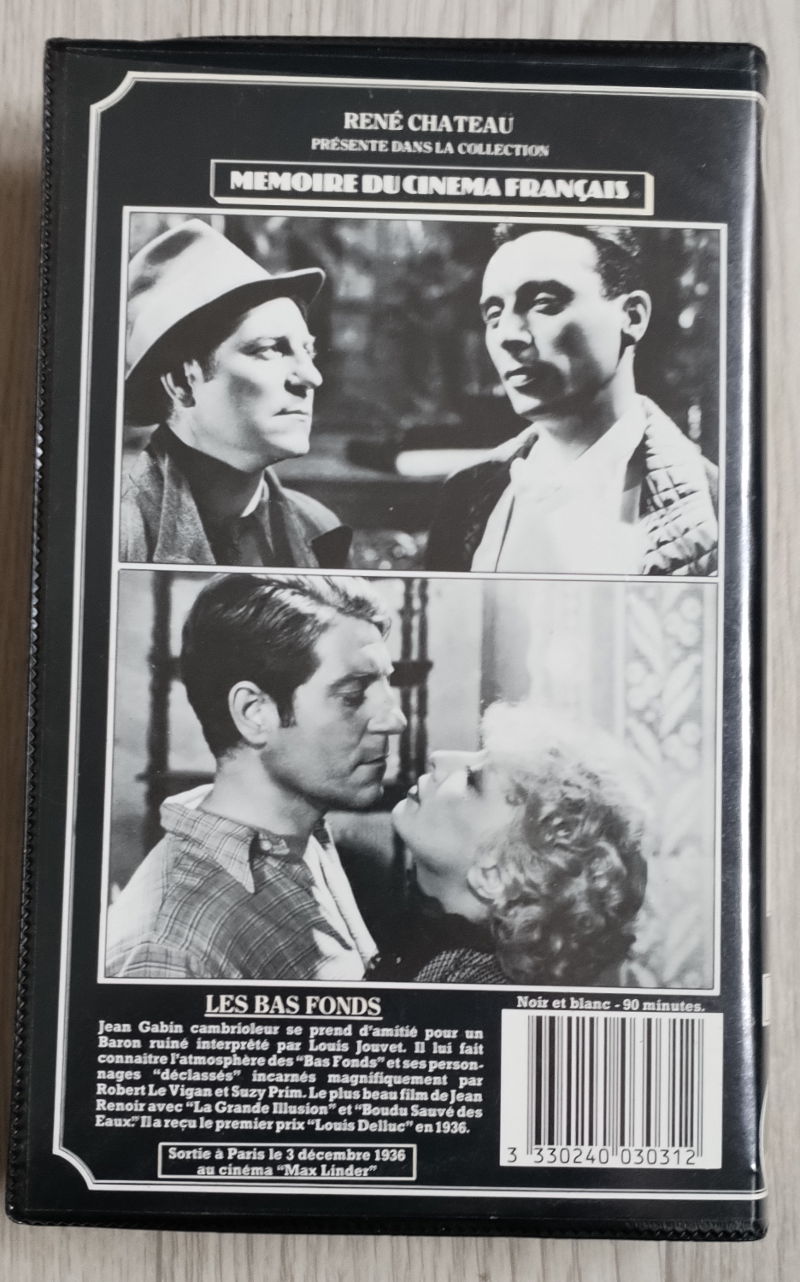 RENÉ CHATEAU
PRÉSENTE DANS LA COLLECTION
MEMOIRE DU CINEMA FRANÇAIS
LES BAS FONDS
Jean Gabin cambrioleur se prend d'amitié pour un
Baron ruiné interprêté par Louis Jouvet. Il lui fait
connaitre l'atmosphère des "Bas Fonds" et ses person-
nages "déclassés" incarnés magnifiquement par
Robert Le Vigan et Suzy Prim. Le plus beau film de Jean
Renoir avec "La Grande Illusion" et "Boudu Sauvé des
Eaux." Il a reçu le premier prix "Louis Delluc" en 1936.
Sortie à Paris le 3 décembre 1936
au cinéma "Max Linder"
Noir et blanc - 90 minutes.
3 330240 030312